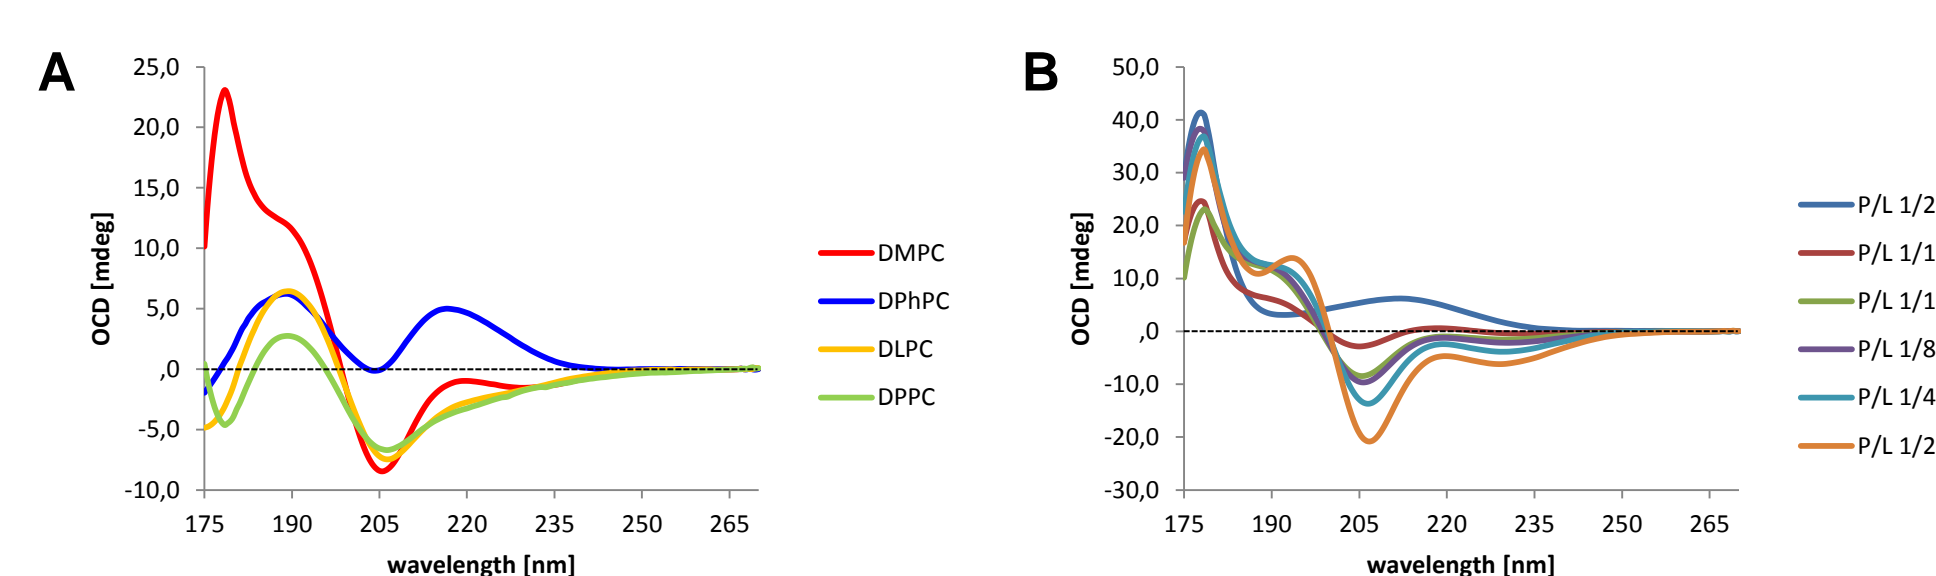 A
OCD [mdeg]
25,0
20,0
15,0
10,0
5,0
,0
-5,0
-10,0
175 190 205 220 235 250 265
wavelength [nm]
DMPC
DPhPC
DLPC
DPPC
B
OCD [mdeg]
50,0
40,0
30,0
20,0
10,0
,0
-10,0
-20,0
-30,0
175 190 205 220 235 250 265
wavelength [nm]
P/L 1/2
P/L 1/1
P/L 1/1
P/L 1/8
P/L 1/4
P/L 1/2